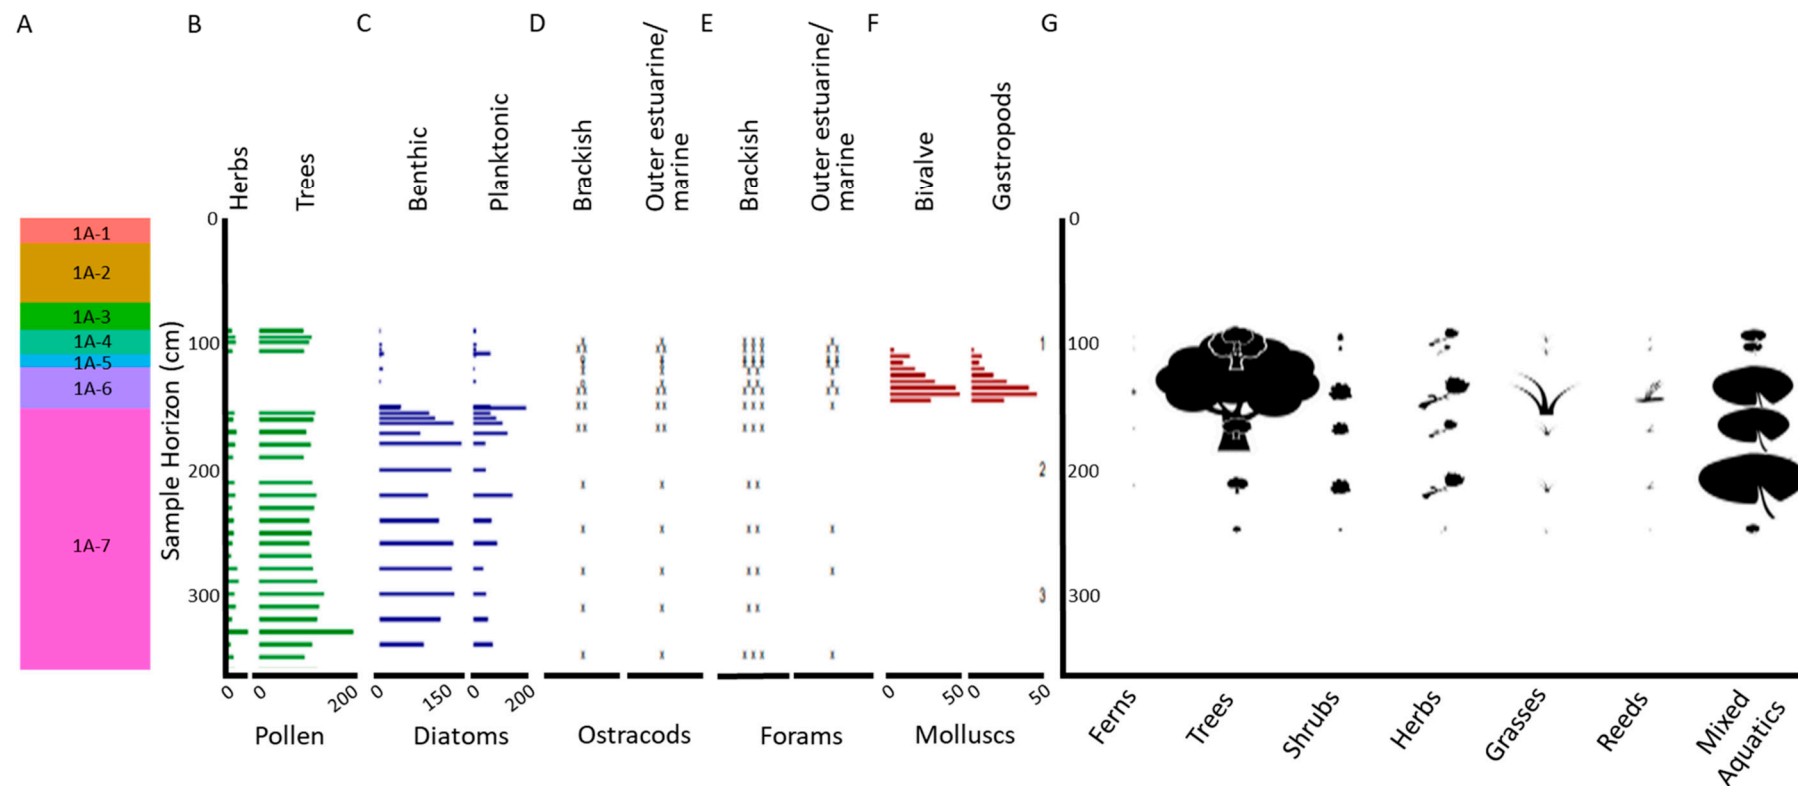 A B C D E F G
Herbs
Trees
Benthic
Planktonic
Brackish
Outer estuarine/
marine
Brackish
Outer estuarine/
marine
Bivalve
Gastropods
1A-1
1A-2
1A-3
1A-4
1A-5
1A-6
1A-7
Sample Horizon (cm)
0
100
200
300
1
2
3
0
100
200
300
0 0 200 0 150 0 200 0 50 0 50
Pollen Diatoms Ostracods Forams Molluscs
Ferns
Trees
Shrubs
Herbs
Grasses
Reeds
Mixed
Aquatics